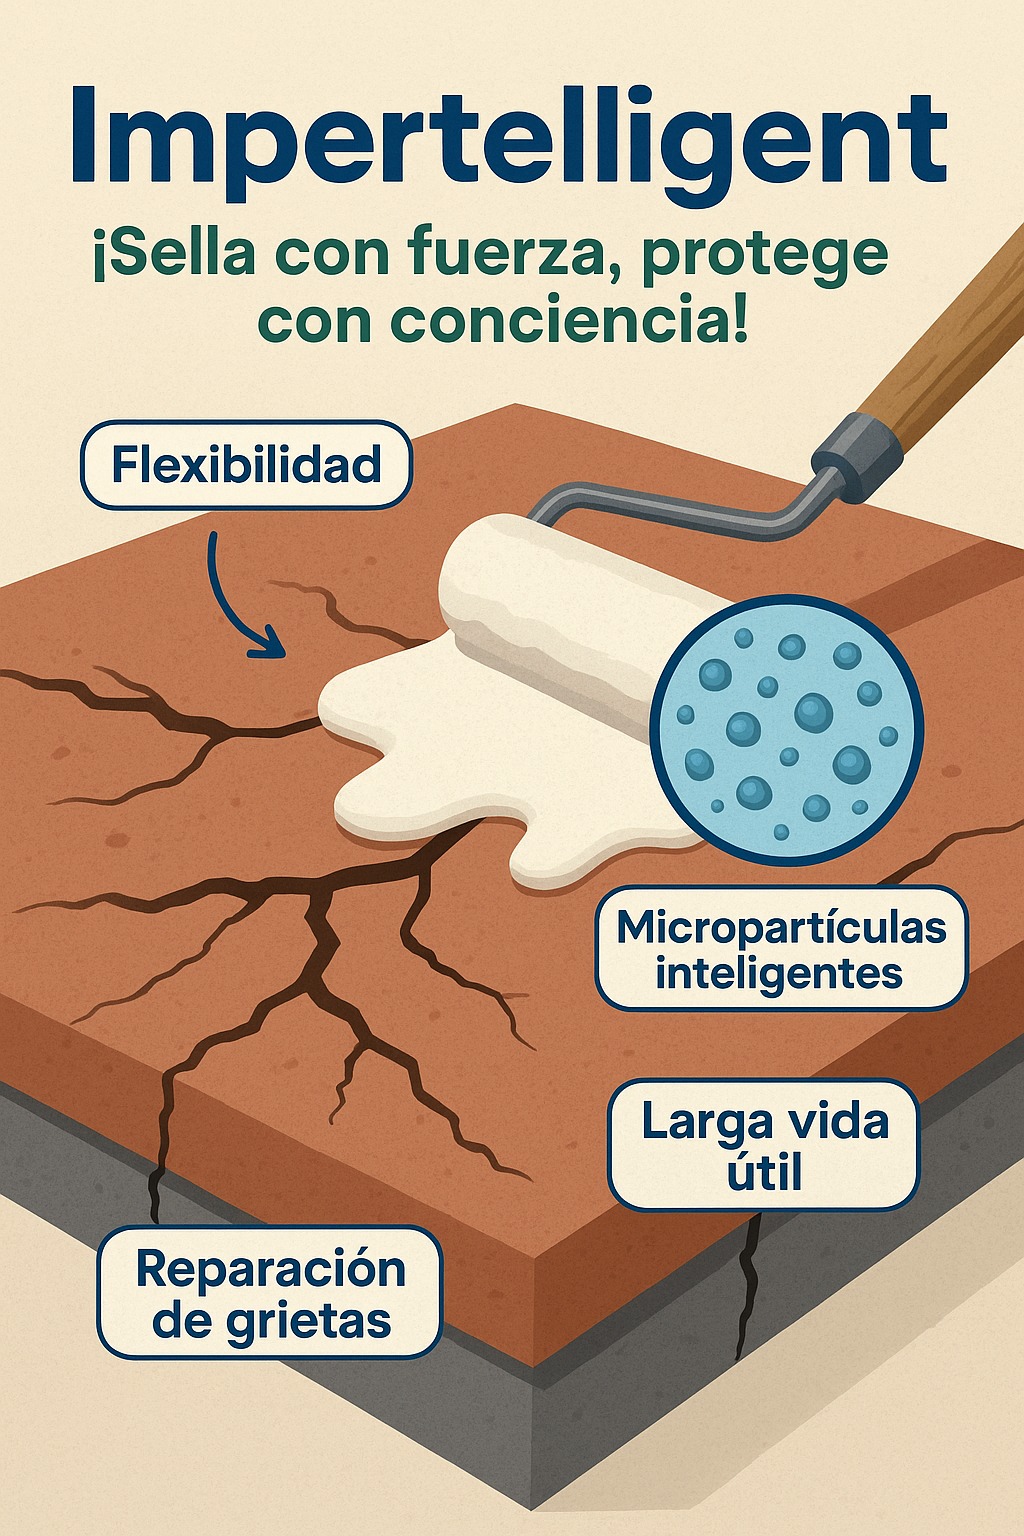 Impertelligent
¡Sella con fuerza, protege
con conciencia!
Flexibilidad
Micropartículas
inteligentes
Larga vida
útil
Reparación
de grietas